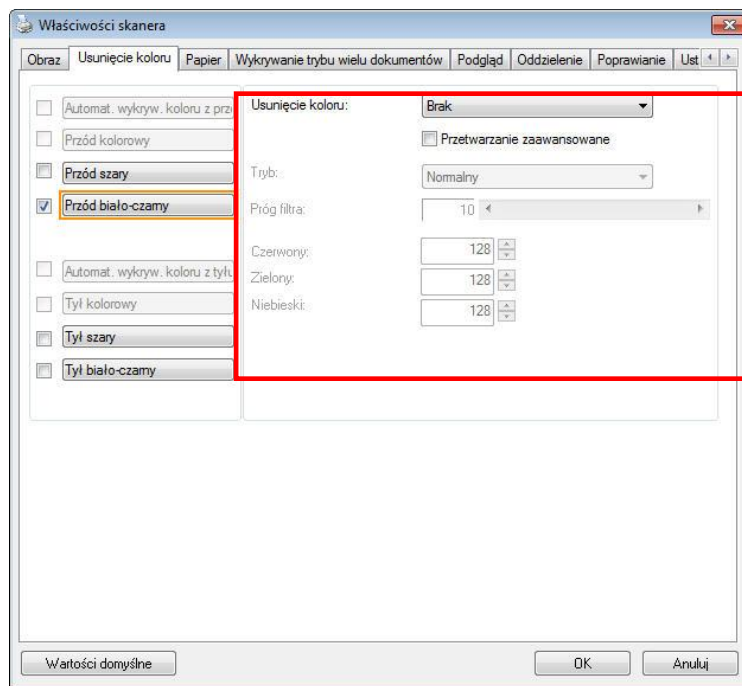 Właściwości skanera
Obraz
Usunięcie koloru
Papier
Wykrywanie trybu wielu dokumentów
Podgląd
Oddzielenie
Poprawianie
Ust
Automat. wykryw. koloru z prz
Przód kolorowy
Przód szary
Przód biało-czarny
Automat. wykryw. koloru z tyłu
Tył kolorowy
Tył szary
Tył biało-czarny
Usunięcie koloru:
Brak
Przetwarzanie zaawansowane
Tryb:
Normalny
Próg filtra:
10
Czerwony:
128
Zielony:
128
Niebieski:
128
Wartości domyślne
OK
Anuluj